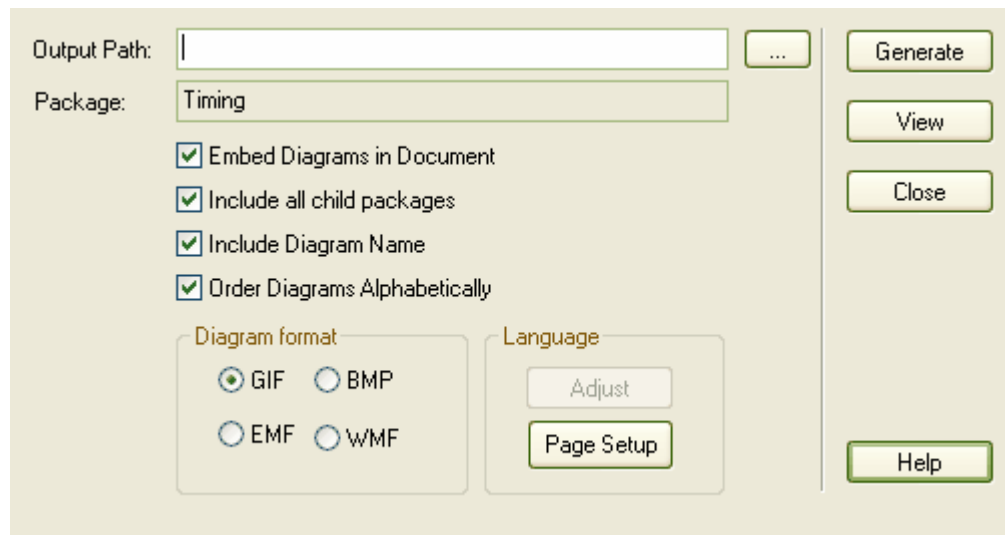 Output Path:
...
Generate
Package:
Timing
View
Embed Diagrams in Document
Include all child packages
Close
Include Diagram Name
Order Diagrams Alphabetically
Diagram format
Language
GIF
BMP
Adjust
EMF
WMF
Page Setup
Help